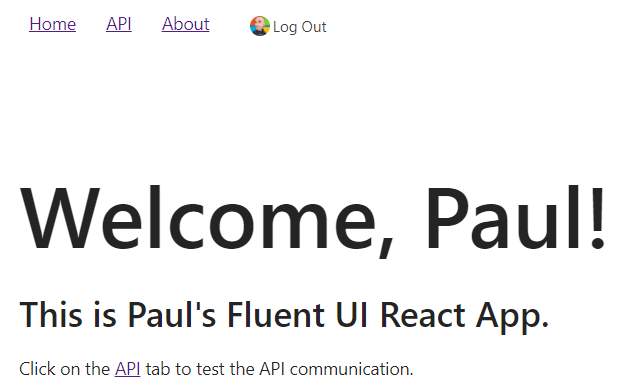 Home API About Log Out
Welcome, Paul!
This is Paul's Fluent UI React App.
Click on the API tab to test the API communication.